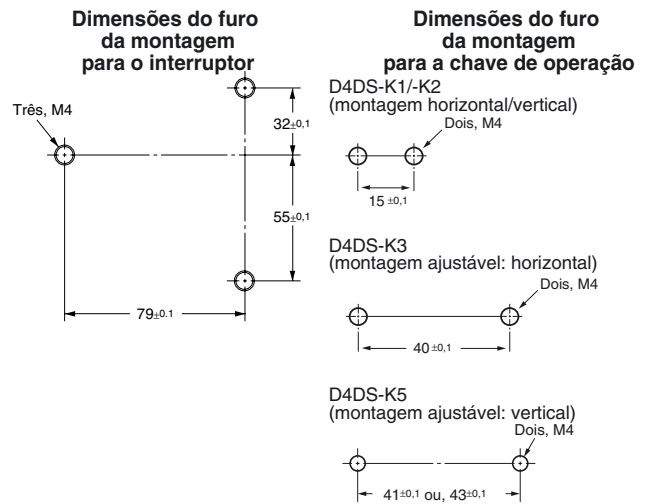 Dimensões do furo
da montagem
para o interruptor
Três, M4
32±0,1
55±0,1
79±0.1
Dimensões do furo
da montagem
para a chave de operação
D4DS-K1/-K2
(montagem horizontal/vertical)
Dois, M4
15 ±0,1
D4DS-K3
(montagem ajustável: horizontal)
Dois, M4
40 ±0,1
D4DS-K5
(montagem ajustável: vertical)
Dois, M4
41±0,1 ou, 43±0,1